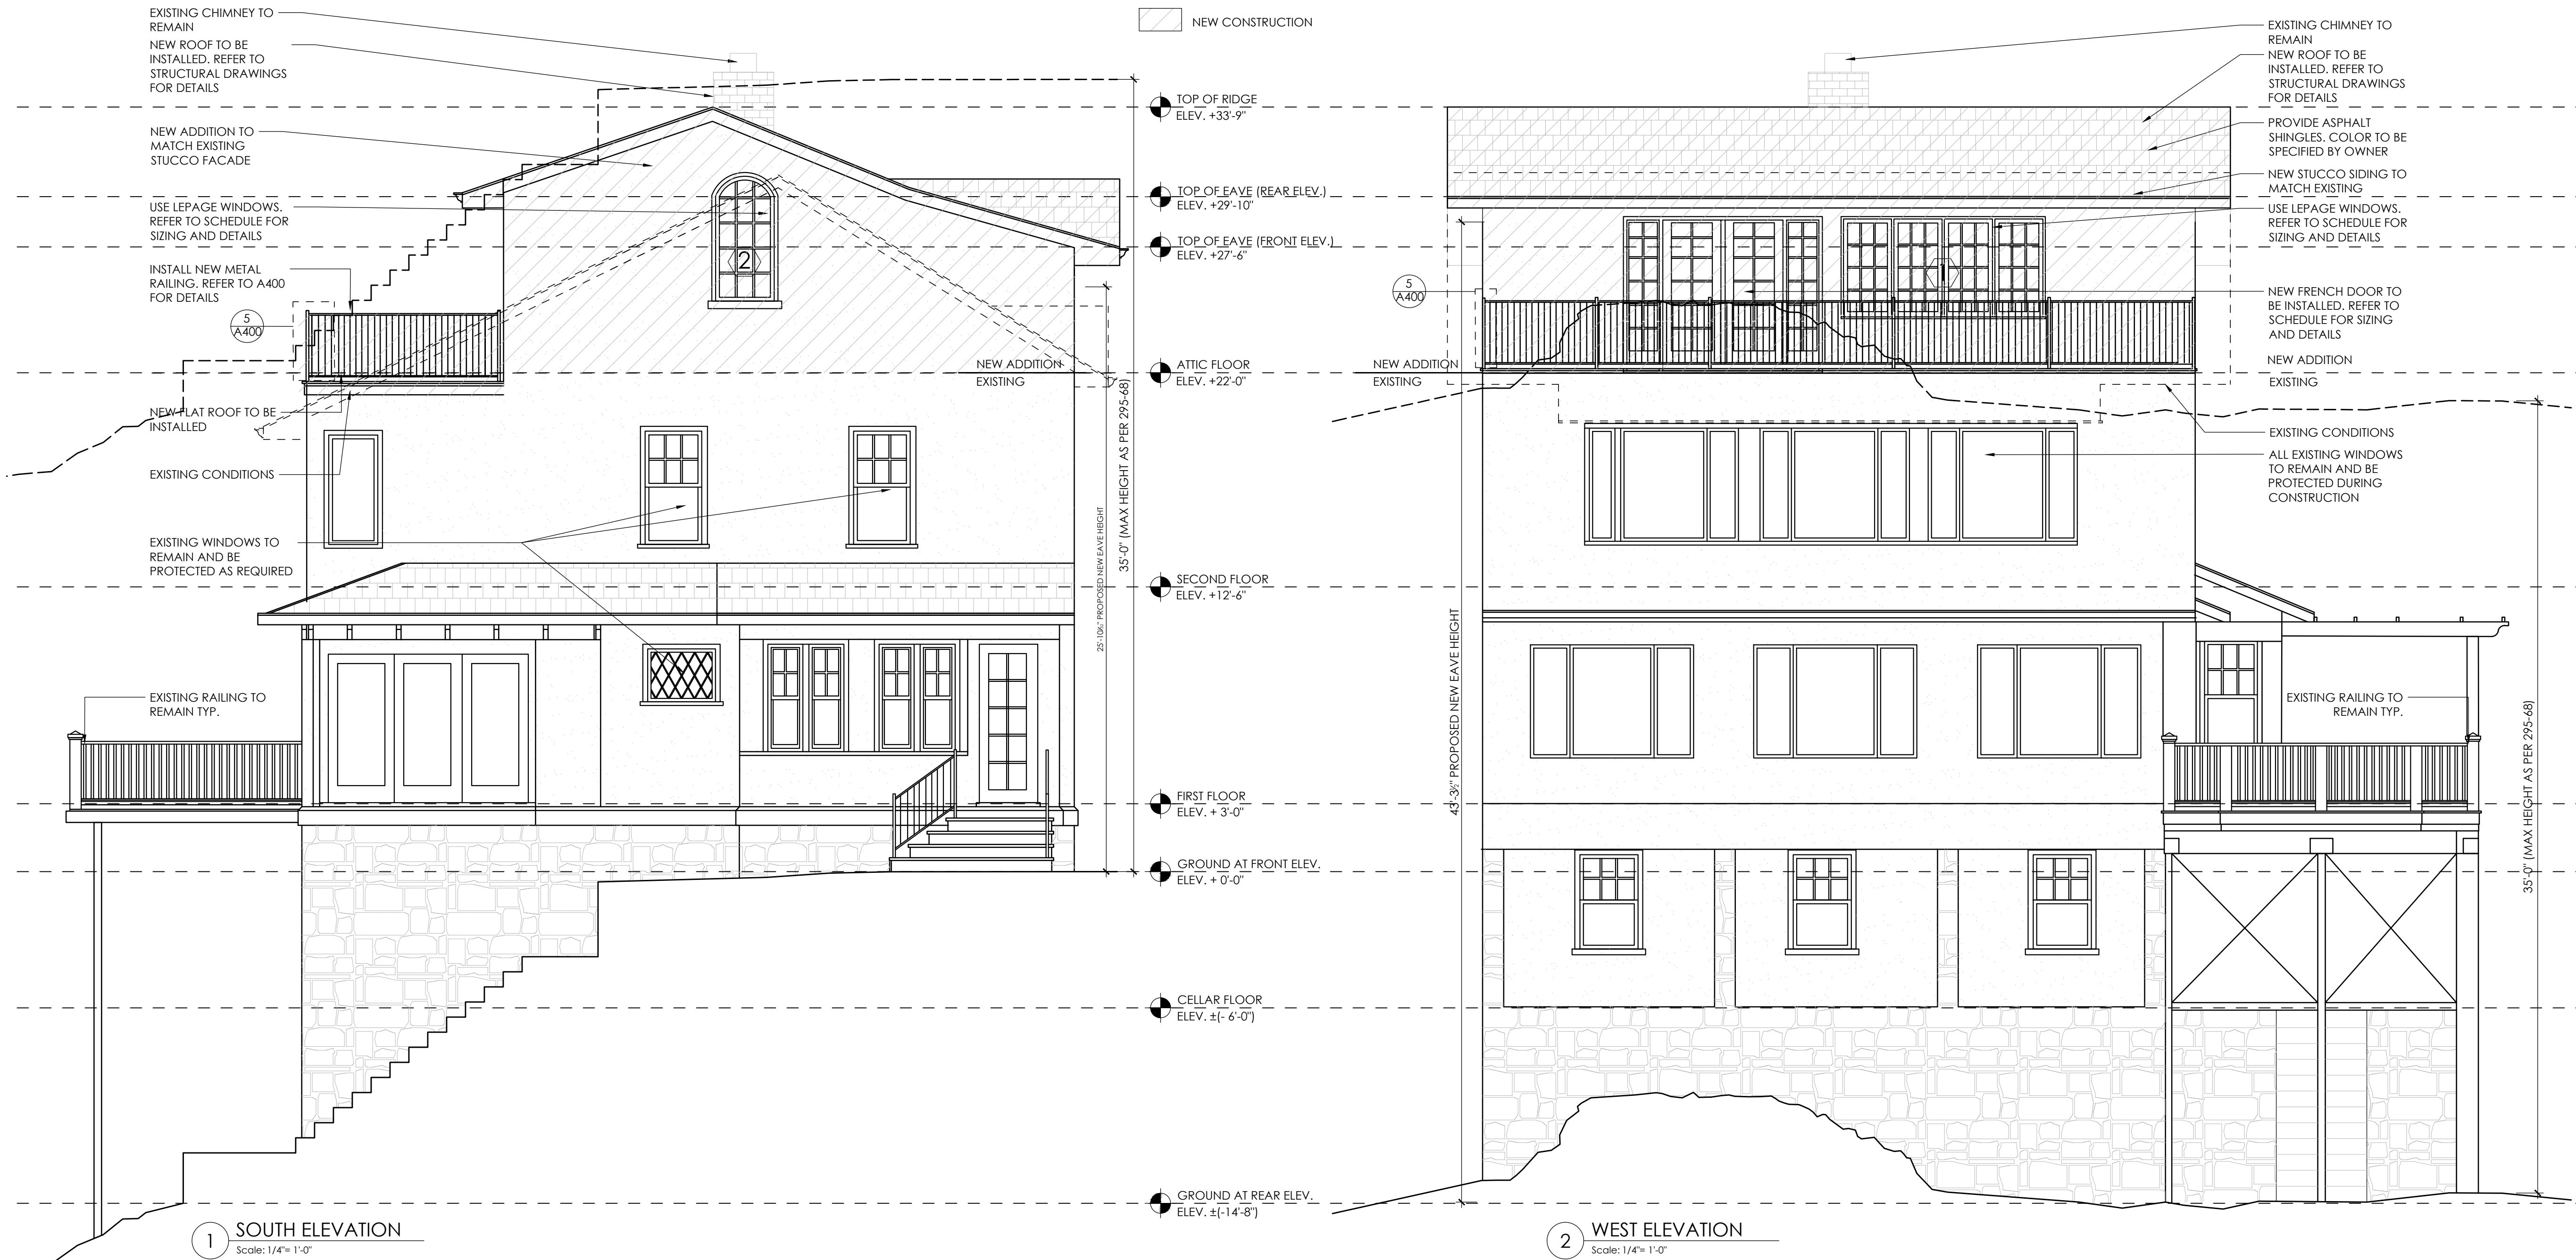 NEW CONSTRUCTION
EXISTING CHIMNEY TO
REMAIN
NEW ROOF TO BE
INSTALLED. REFER TO
STRUCTURAL DRAWINGS
FOR DETAILS
NEW ADDITION TO
MATCH EXISTING
STUCCO FACADE
USE LEPAGE WINDOWS.
REFER TO SCHEDULE FOR
SIZING AND DETAILS
INSTALL NEW METAL
RAILING. REFER TO A400
FOR DETAILS
5
A400
NEW FLAT ROOF TO BE
INSTALLED
EXISTING CONDITIONS
EXISTING WINDOWS TO
REMAIN AND BE
PROTECTED AS REQUIRED
EXISTING RAILING TO
REMAIN TYP.
2
NEW ADDITION
EXISTING
25'-10½" PROPOSED NEW EAVE HEIGHT
35'-0" (MAX HEIGHT AS PER 295-68)
TOP OF RIDGE
ELEV. +33'-9"
TOP OF EAVE (REAR ELEV.)
ELEV. +29'-10"
TOP OF EAVE (FRONT ELEV.)
ELEV. +27'-6"
ATTIC FLOOR
ELEV. +22'-0"
SECOND FLOOR
ELEV. +12'-6"
FIRST FLOOR
ELEV. + 3'-0"
GROUND AT FRONT ELEV.
ELEV. + 0'-0"
CELLAR FLOOR
ELEV. ±(- 6'-0")
GROUND AT REAR ELEV.
ELEV. ±(-14'-8")
1
SOUTH ELEVATION
Scale: 1/4"= 1'-0"
5
A400
NEW ADDITION
EXISTING
43'-3½" PROPOSED NEW EAVE HEIGHT
1
EXISTING CHIMNEY TO
REMAIN
NEW ROOF TO BE
INSTALLED. REFER TO
STRUCTURAL DRAWINGS
FOR DETAILS
PROVIDE ASPHALT
SHINGLES. COLOR TO BE
SPECIFIED BY OWNER
NEW STUCCO SIDING TO
MATCH EXISTING
USE LEPAGE WINDOWS.
REFER TO SCHEDULE FOR
SIZING AND DETAILS
NEW FRENCH DOOR TO
BE INSTALLED. REFER TO
SCHEDULE FOR SIZING
AND DETAILS
NEW ADDITION
EXISTING
EXISTING CONDITIONS
ALL EXISTING WINDOWS
TO REMAIN AND BE
PROTECTED DURING
CONSTRUCTION
EXISTING RAILING TO
REMAIN TYP.
35'-0" (MAX HEIGHT AS PER 295-68)
2
WEST ELEVATION
Scale: 1/4"= 1'-0"